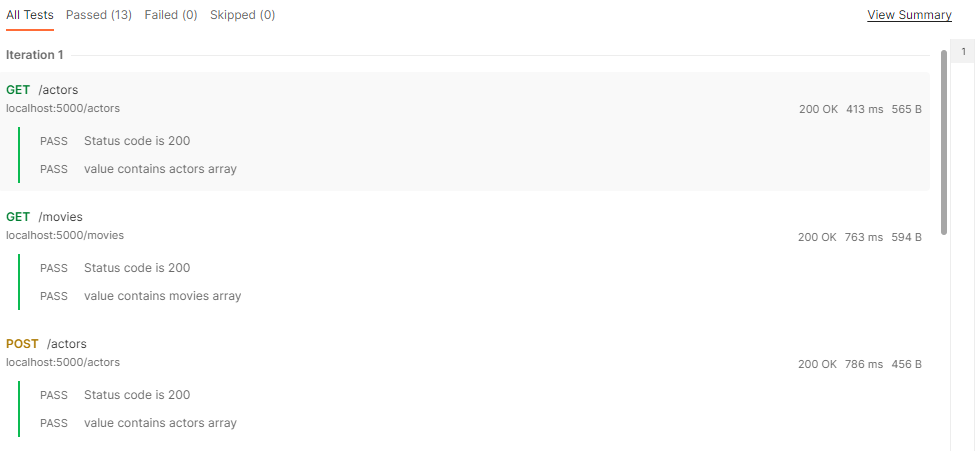 All Tests Passed (13) Failed (0) Skipped (0) View Summary
Iteration 1
1
GET /actors
localhost:5000/actors
200 OK 413 ms 565 B
PASS Status code is 200
PASS value contains actors array
GET /movies
localhost:5000/movies
200 OK 763 ms 594 B
PASS Status code is 200
PASS value contains movies array
POST /actors
localhost:5000/actors
200 OK 786 ms 456 B
PASS Status code is 200
PASS value contains actors array